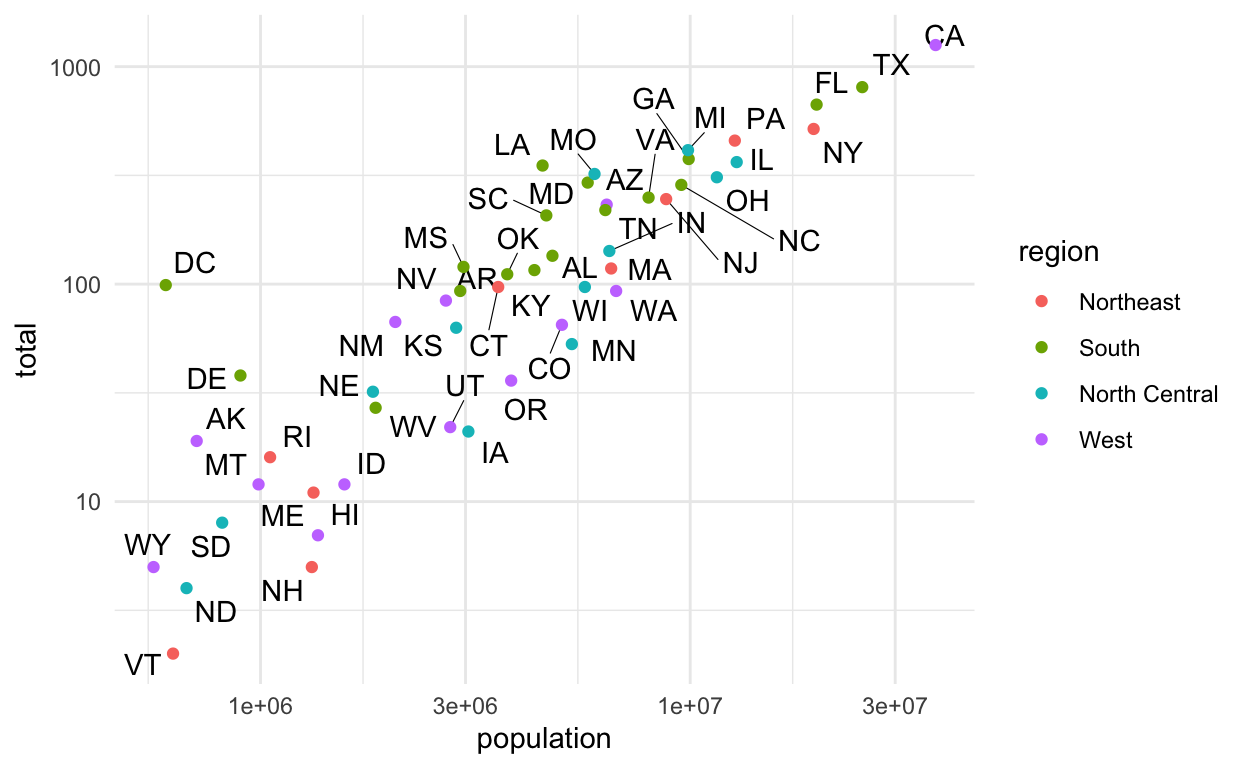 CA
TX
1000
FL
GA
MI
PA
MO
VA
LA
NY
IL
AZ
MD
SC
OH
TN
IN
MS
OK
NC
DC
NJ
NV
AR
AL
MA
100
KY
WI
WA
NM
KS
CT
MN
CO
DE
NE
UT
OR
AK
WV
RI
IA
MT
ID
10
ME
HI
WY
SD
NH
ND
VT
total
1e+06
3e+06
1e+07
3e+07
population
region
Northeast
South
North Central
West